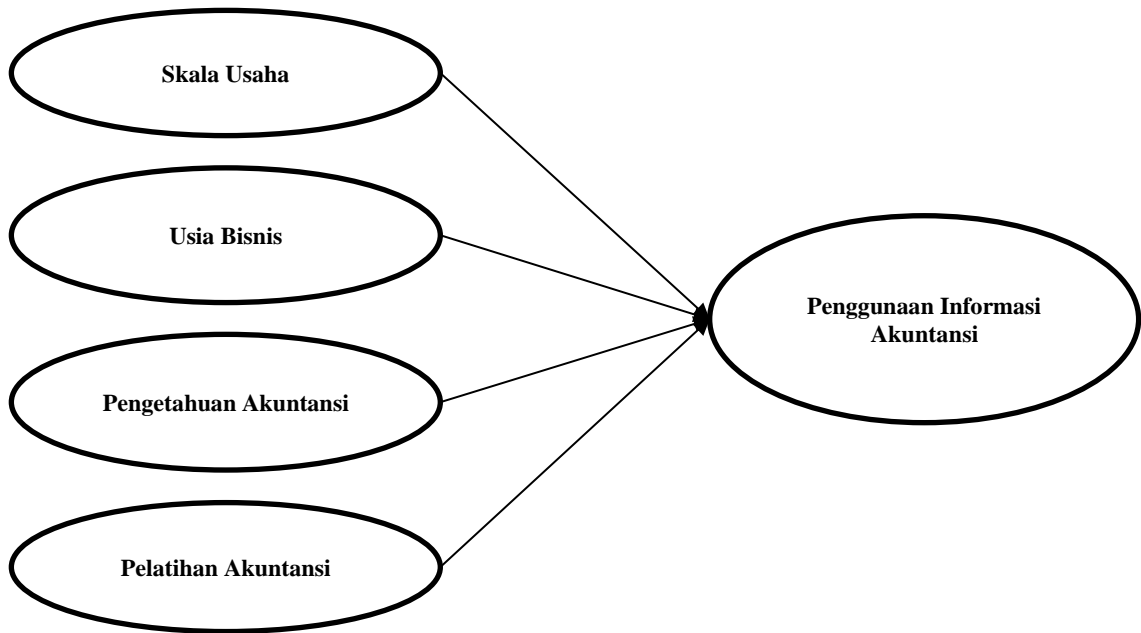 Skala Usaha
Usia Bisnis
Pengetahuan Akuntansi
Pelatihan Akuntansi
Penggunaan Informasi
Akuntansi